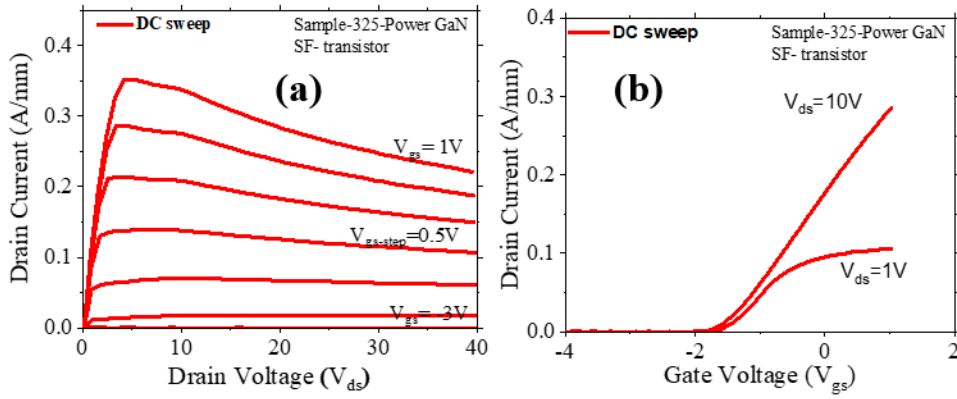 DC sweep
Sample-325-Power GaN
SF- transistor
(a)
Vgs= 1V
Vgs-step=0.5V
Vgs= -3V
0.4
0.3
0.2
0.1
0.0
0
10
20
30
40
Drain Current (A/mm)
Drain Voltage (Vds)
DC sweep
Sample-325-Power GaN
SF- transistor
(b)
Vds=10V
Vds=1V
0.4
0.3
0.2
0.1
0.0
-4
-2
0
2
Drain Current (A/mm)
Gate Voltage (Vgs)